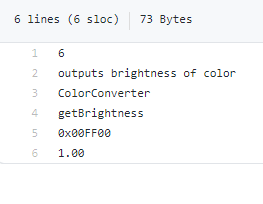 6 lines (6 sloc) 73 Bytes
1 6
2 outputs brightness of color
3 ColorConverter
4 getBrightness
5 0x00FF00
6 1.00